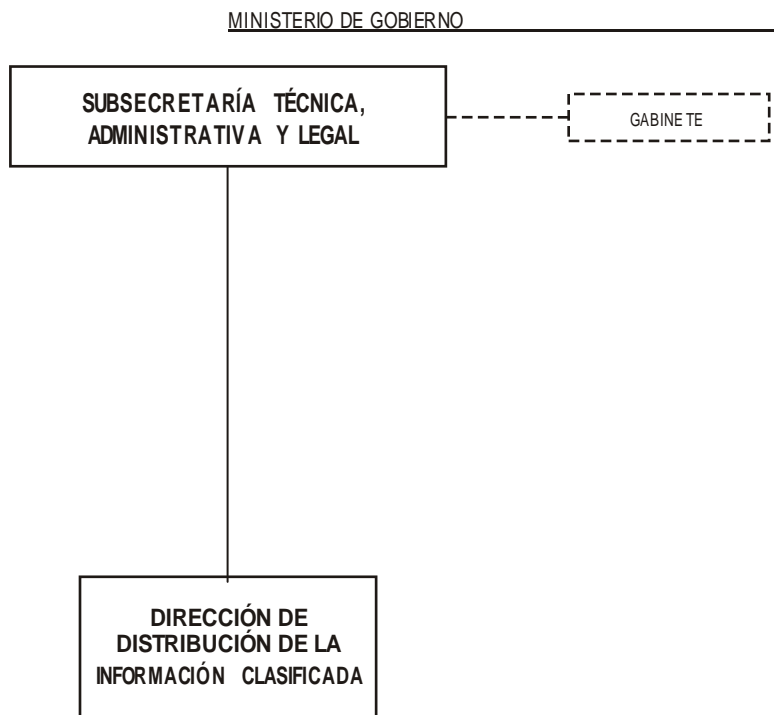 MINISTERIO DE GOBIERNO
SUBSECRETARÍA TÉCNICA,
ADMINISTRATIVA Y LEGAL
GABINETE
DIRECCIÓN DE
DISTRIBUCIÓN DE LA
INFORMACIÓN CLASIFICADA